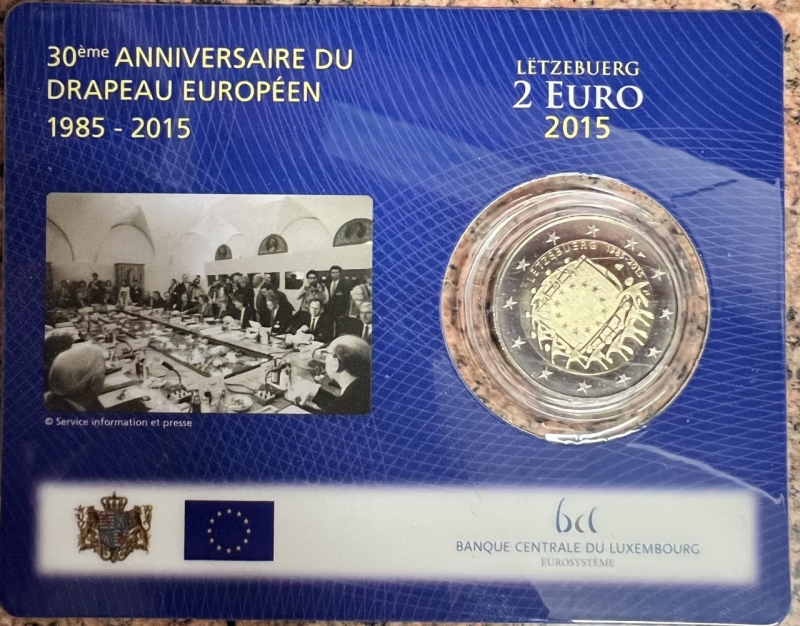 30ème ANNIVERSAIRE DU
DRAPEAU EUROPÉEN
1985 - 2015
LËTZEBUERG
2 EURO
2015
LËTZEBUERG 1985-2015
© Service information et presse
bcl
BANQUE CENTRALE DU LUXEMBOURG
EUROSYSTÈME